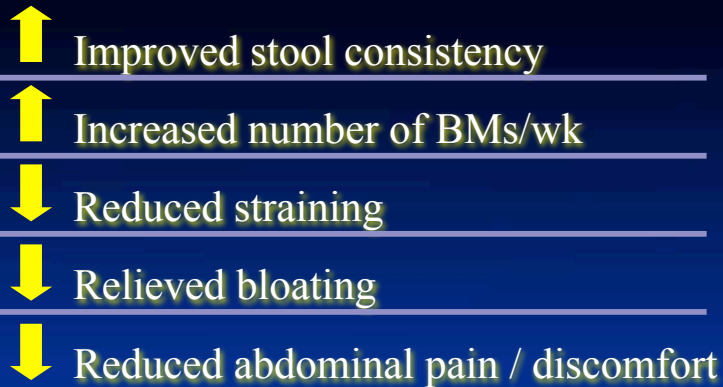 Improved stool consistency
Increased number of BMs/wk
Reduced straining
Relieved bloating
Reduced abdominal pain / discomfort